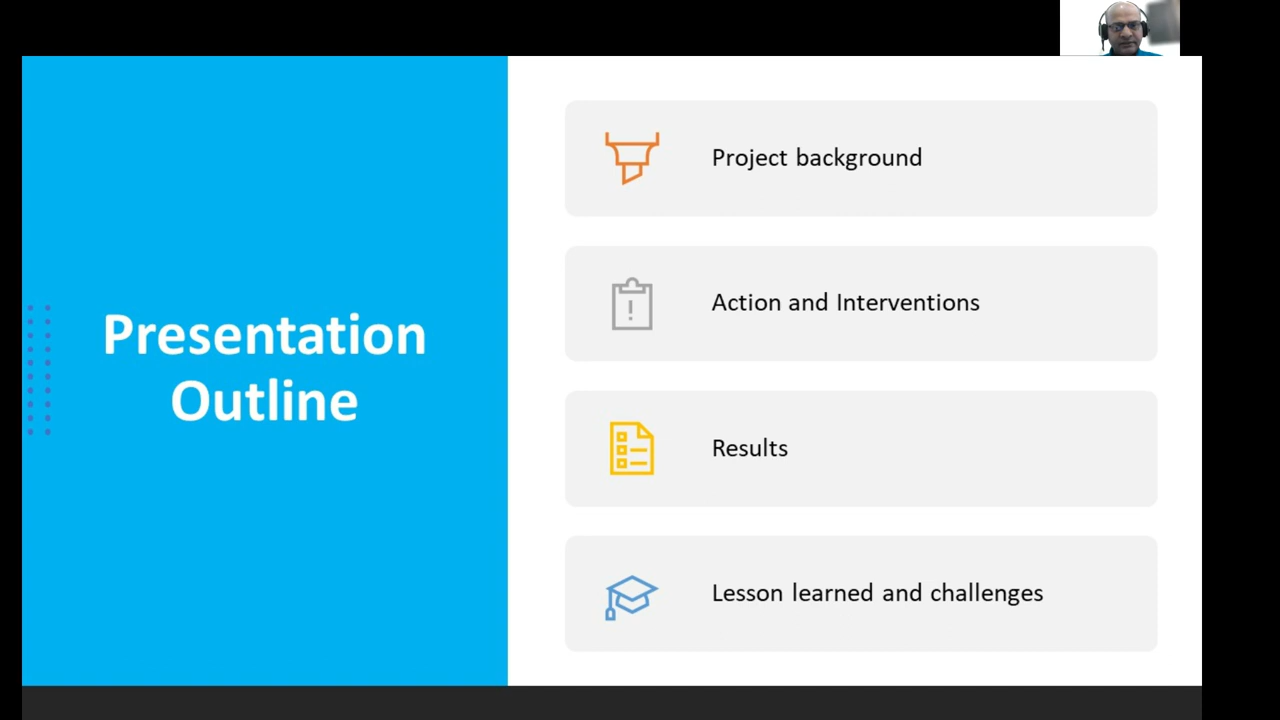 Presentation
Outline
Project background
Action and Interventions
Results
Lesson learned and challenges